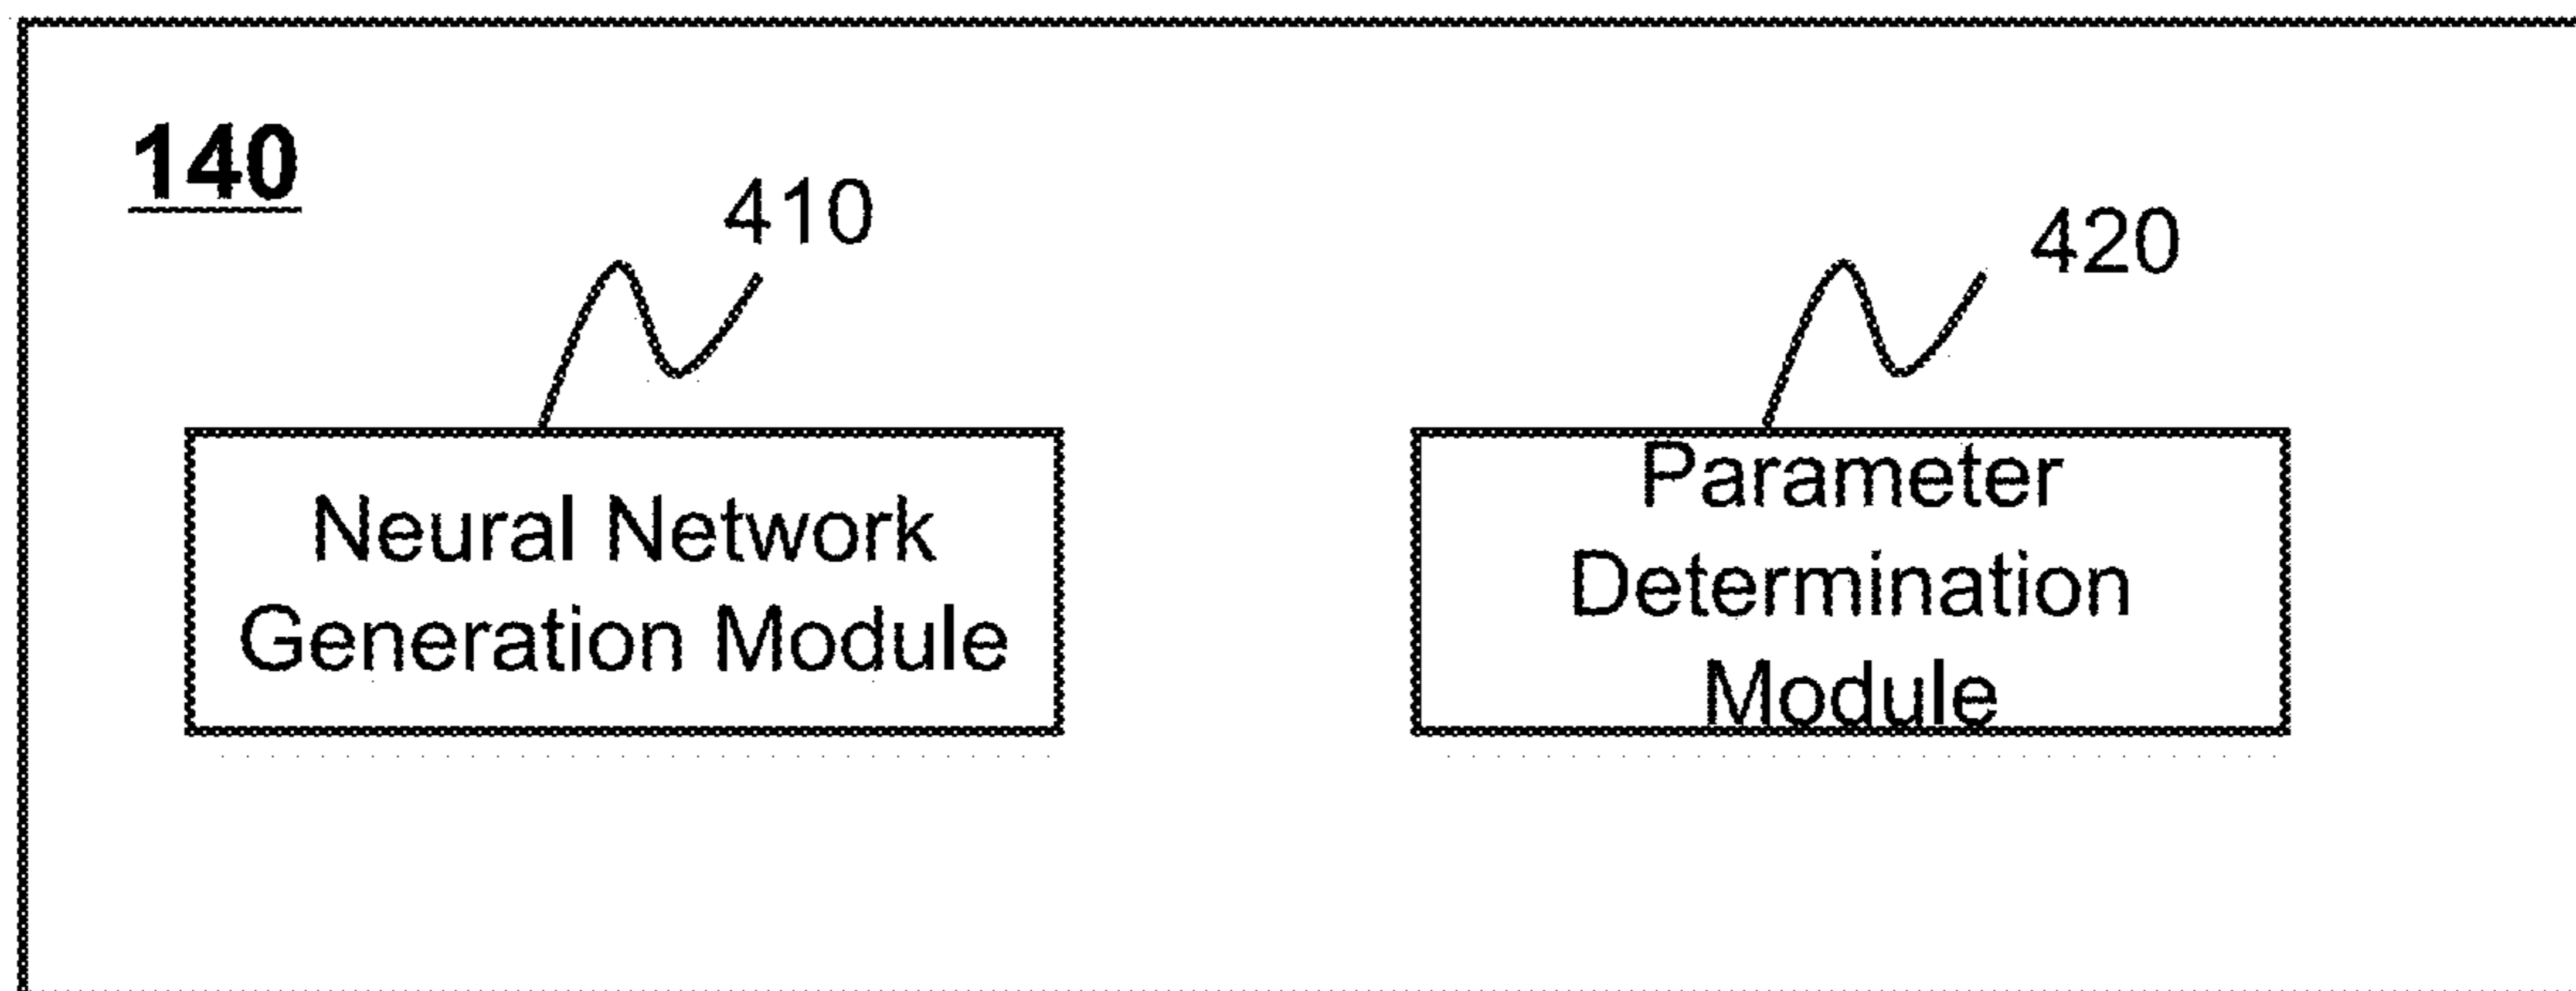 140
410
420
Neural Network
Generation Module
Parameter
Determination
Module